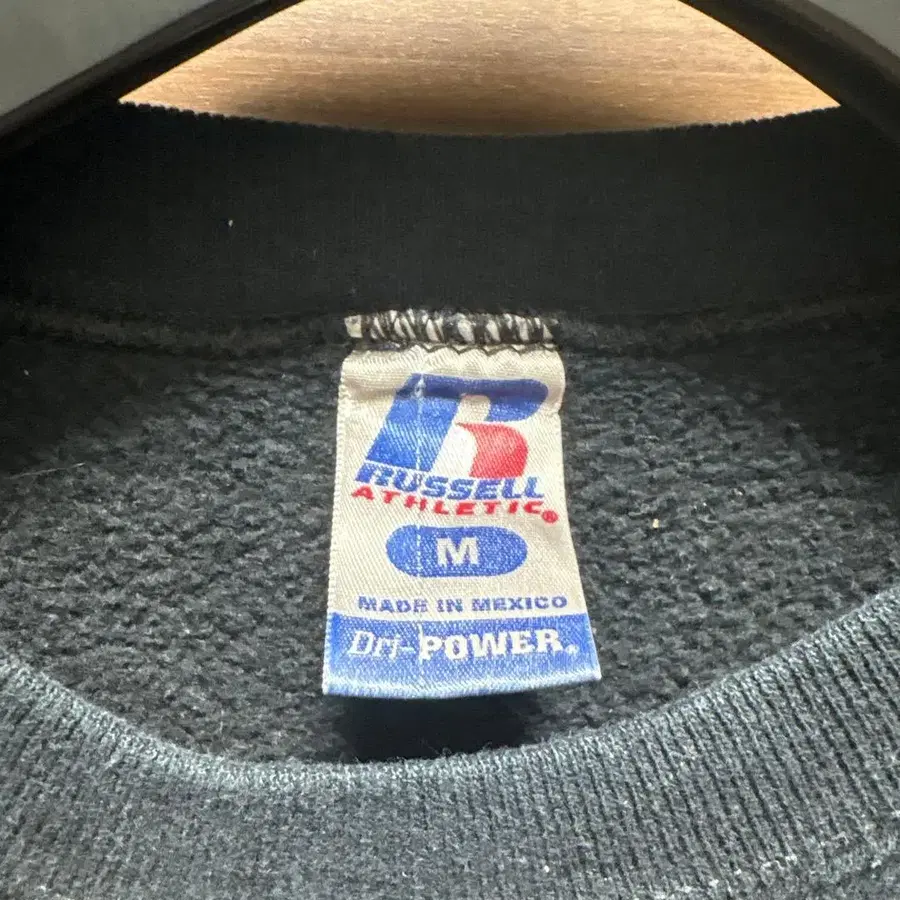 R
RUSSELL
ATHLETIC®
M
MADE IN MEXICO
Dri-POWER®